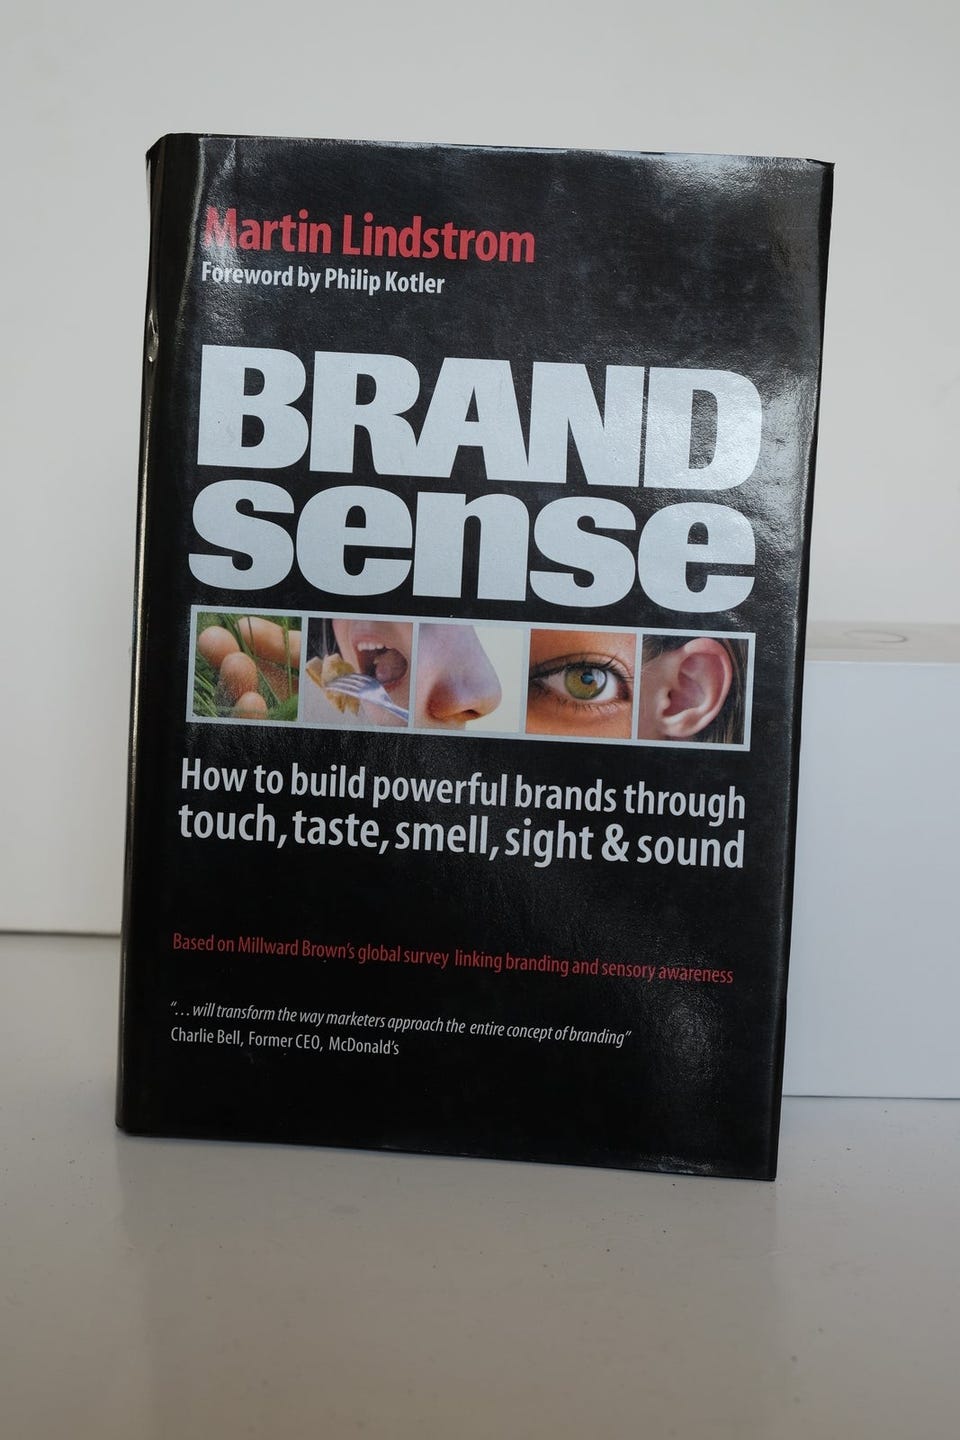 Martin Lindstrom
Foreword by Philip Kotler
BRAND
sense
How to build powerful brands through
touch, taste, smell, sight & sound
Based on Millward Brown's global survey linking branding and sensory awareness
"...will transform the way marketers approach the entire concept of branding"
Charlie Bell, Former CEO, McDonald's